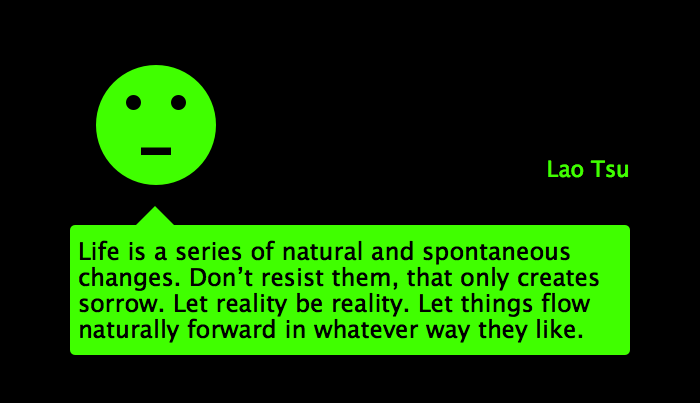 Lao Tsu
Life is a series of natural and spontaneous
changes. Don’t resist them, that only creates
sorrow. Let reality be reality. Let things flow
naturally forward in whatever way they like.